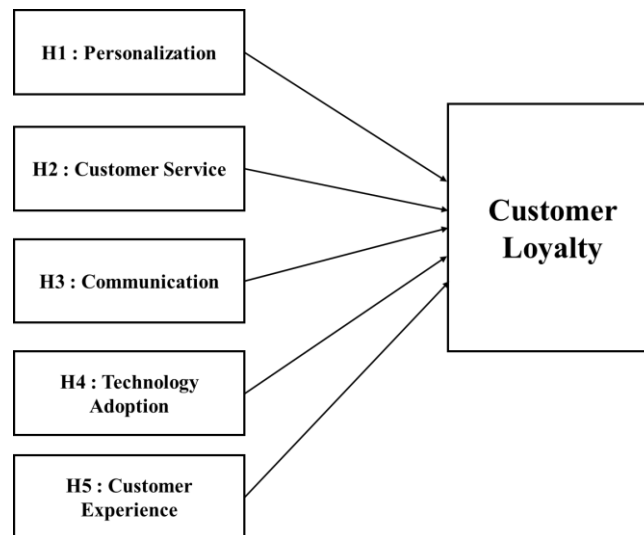 H1 : Personalization
H2 : Customer Service
H3 : Communication
H4 : Technology
Adoption
H5 : Customer
Experience
Customer
Loyalty